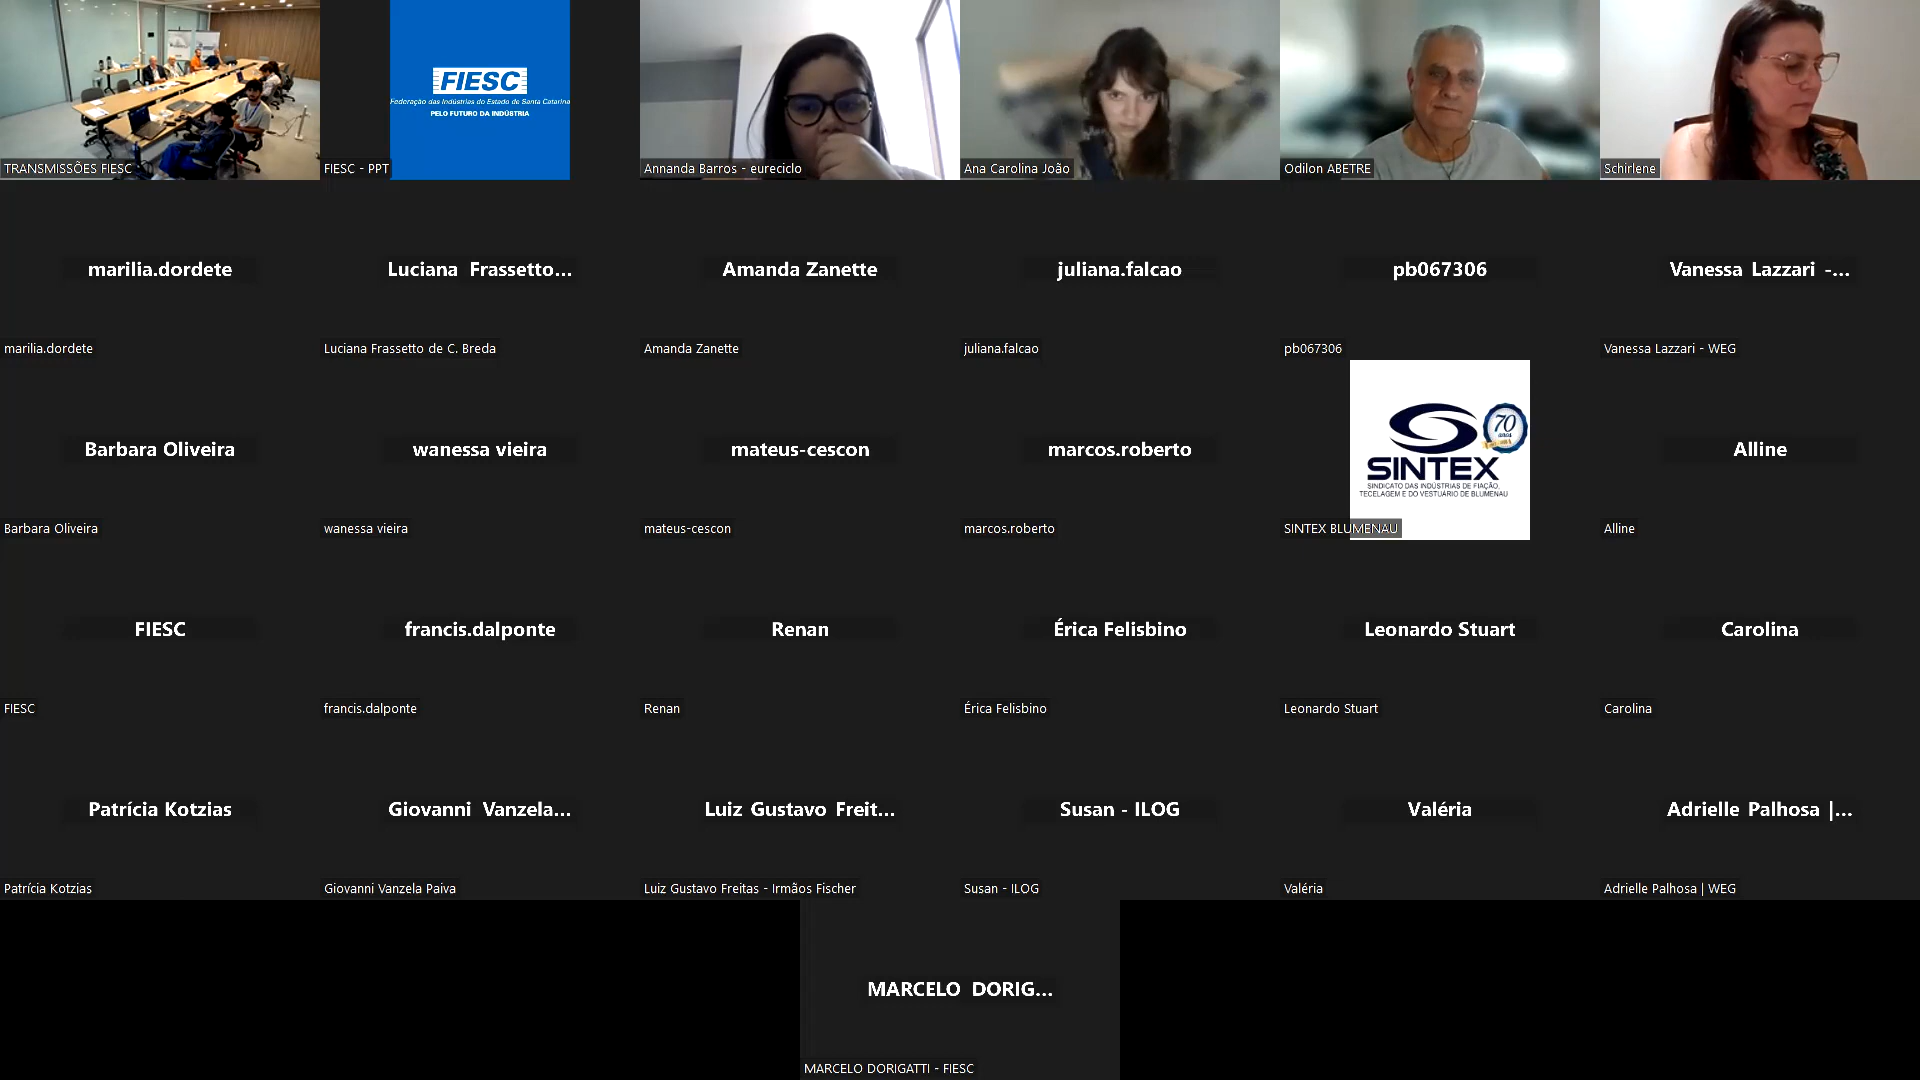 TRANSMISSÕES FIESC
FIESC
Federação das Indústrias do Estado de Santa Catarina
PELO FUTURO DA INDÚSTRIA
FIESC - PPT
Annanda Barros - eureciclo
Ana Carolina João
Odilon ABETRE
Schirlene
marilia.dordete
marilia.dordete
Luciana Frassetto...
Luciana Frassetto de C. Breda
Amanda Zanette
Amanda Zanette
juliana.falcao
juliana.falcao
pb067306
pb067306
Vanessa Lazzari -...
Vanessa Lazzari - WEG
Barbara Oliveira
Barbara Oliveira
wanessa vieira
wanessa vieira
mateus-cescon
mateus-cescon
marcos.roberto
marcos.roberto
70
anos
SINTEX
SINDICATO DAS INDÚSTRIAS DE FIAÇÃO,
TECELAGEM E DO VESTUÁRIO DE BLUMENAU
SINTEX BLUMENAU
Alline
Alline
FIESC
FIESC
francis.dalponte
francis.dalponte
Renan
Renan
Érica Felisbino
Érica Felisbino
Leonardo Stuart
Leonardo Stuart
Carolina
Carolina
Patrícia Kotzias
Patrícia Kotzias
Giovanni Vanzela...
Giovanni Vanzela Paiva
Luiz Gustavo Freit...
Luiz Gustavo Freitas - Irmãos Fischer
Susan - ILOG
Susan - ILOG
Valéria
Valéria
Adrielle Palhosa |...
Adrielle Palhosa | WEG
MARCELO DORIG...
MARCELO DORIGATTI - FIESC